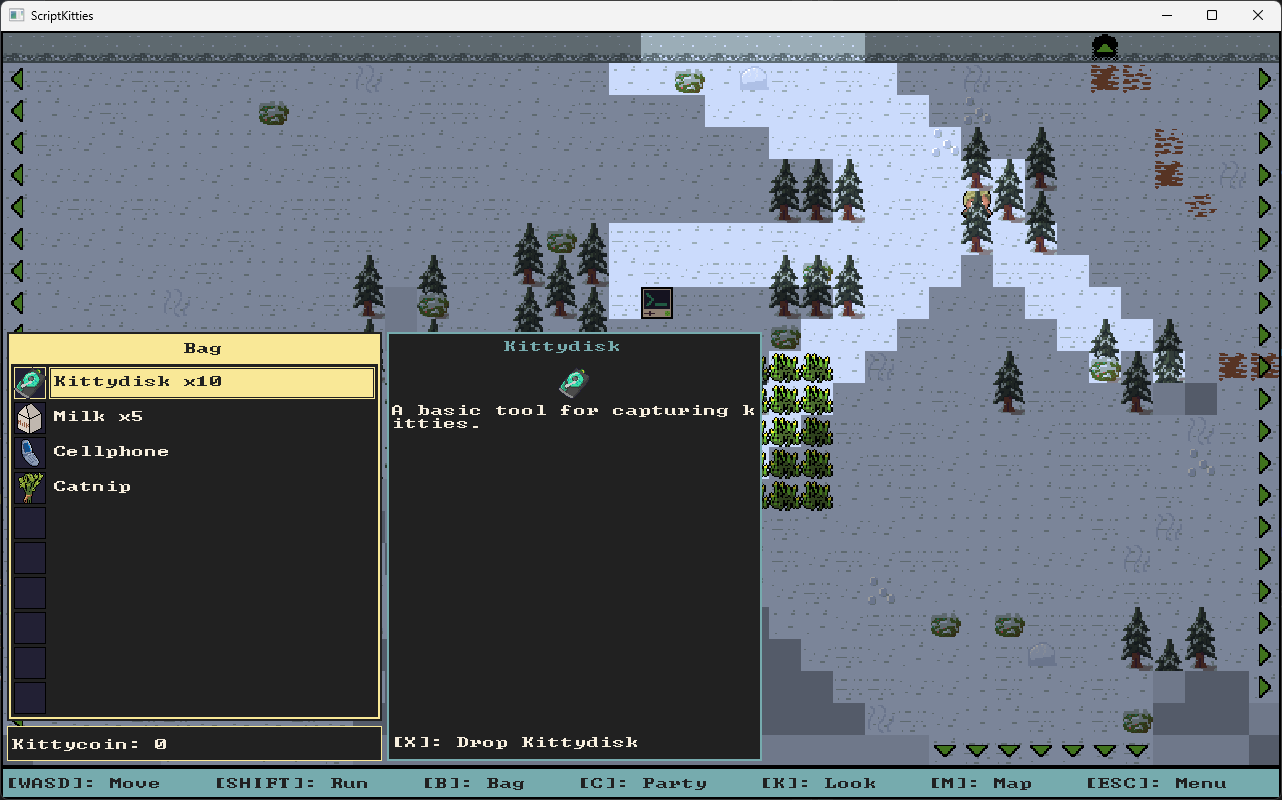 ScriptKitties
Bag
Kittydisk x10
Milk x5
Cellphone
Catnip
Kittycoin: 0
Kittydisk
A basic tool for capturing k
itties.
[X]: Drop Kittydisk
[WASD]: Move [SHIFT]: Run [B]: Bag [C]: Party [K]: Look [M]: Map [ESC]: Menu